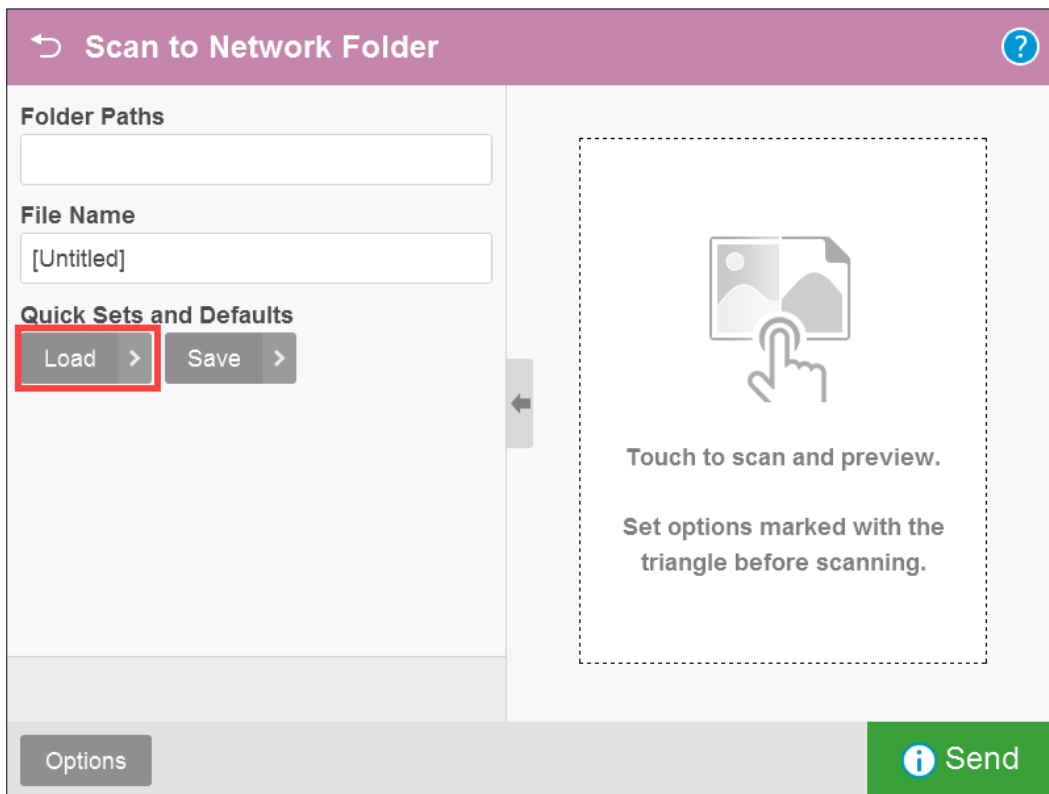 Scan to Network Folder
?
Folder Paths
File Name
[Untitled]
Quick Sets and Defaults
Load
Save
Touch to scan and preview.
Set options marked with the
triangle before scanning.
Options
i Send